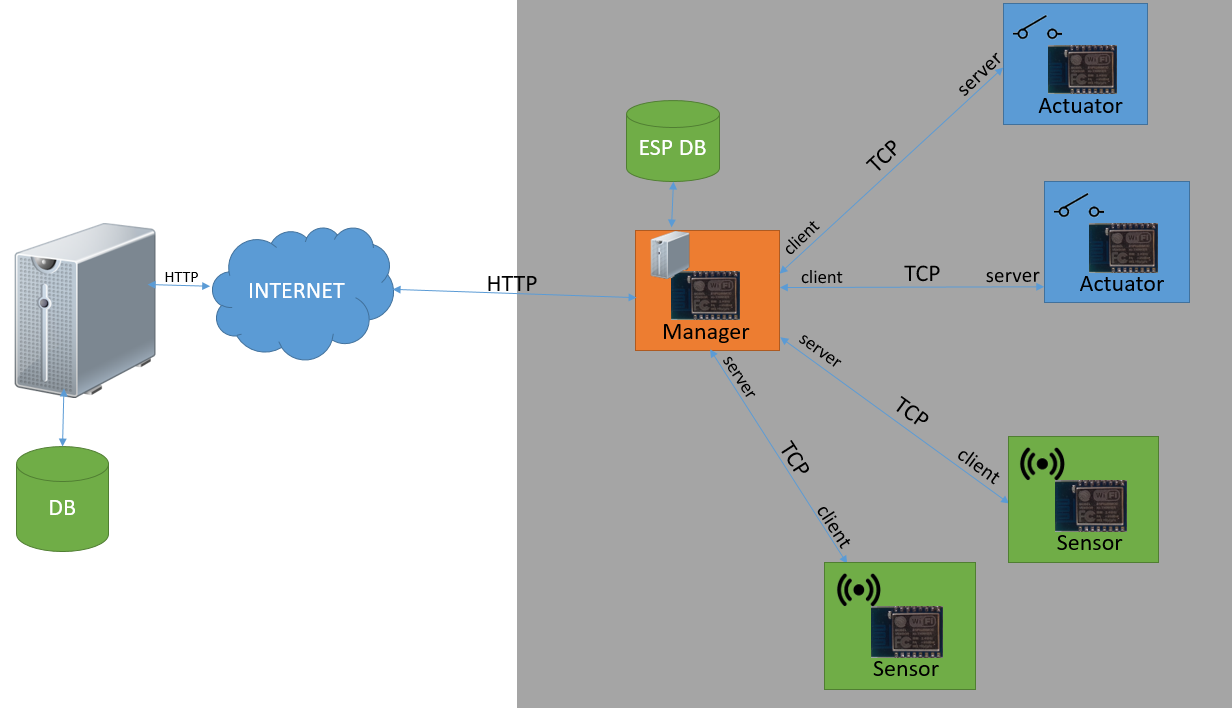 server
Actuator
ESP DB
TCP
client
HTTP
INTERNET
HTTP
Manager
client
TCP
server
Actuator
server
TCP
client
Sensor
server
TCP
client
Sensor
DB